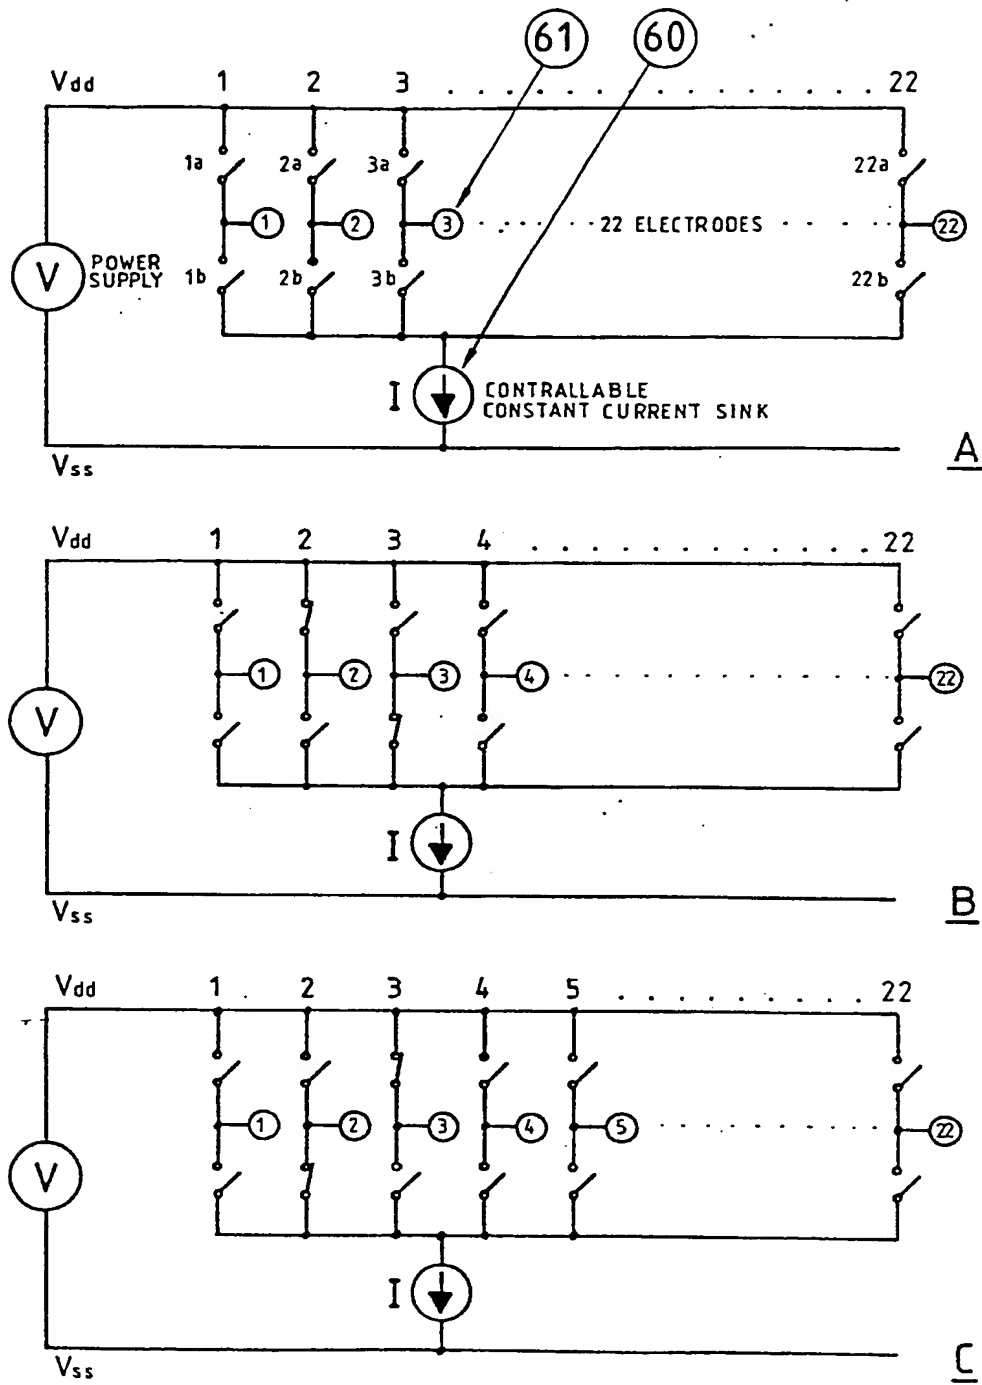 61 60
Vdd 1 2 3 . . . . . . . . . . . . . . . 22
1a 2a 3a 22a
1 2 3 . . . . 22 ELECTRODES . . . . 22
V POWER
SUPPLY
1b 2b 3b 22b
I CONTRALLABLE
CONSTANT CURRENT SINK
Vss A
Vdd 1 2 3 4 . . . . . . . . . . 22
1 2 3 4 22
V
I
Vss B
Vdd 1 2 3 4 5 . . . . . . . . 22
1 2 3 4 5 22
V
I
Vss C